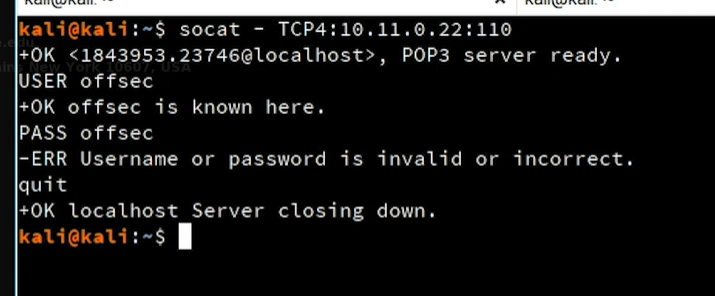 kali@kali:~$ socat - TCP4:10.11.0.22:110
+OK <1843953.23746@localhost>, POP3 server ready.
USER offsec
+OK offsec is known here.
PASS offsec
-ERR Username or password is invalid or incorrect.
quit
+OK localhost Server closing down.
kali@kali:~$